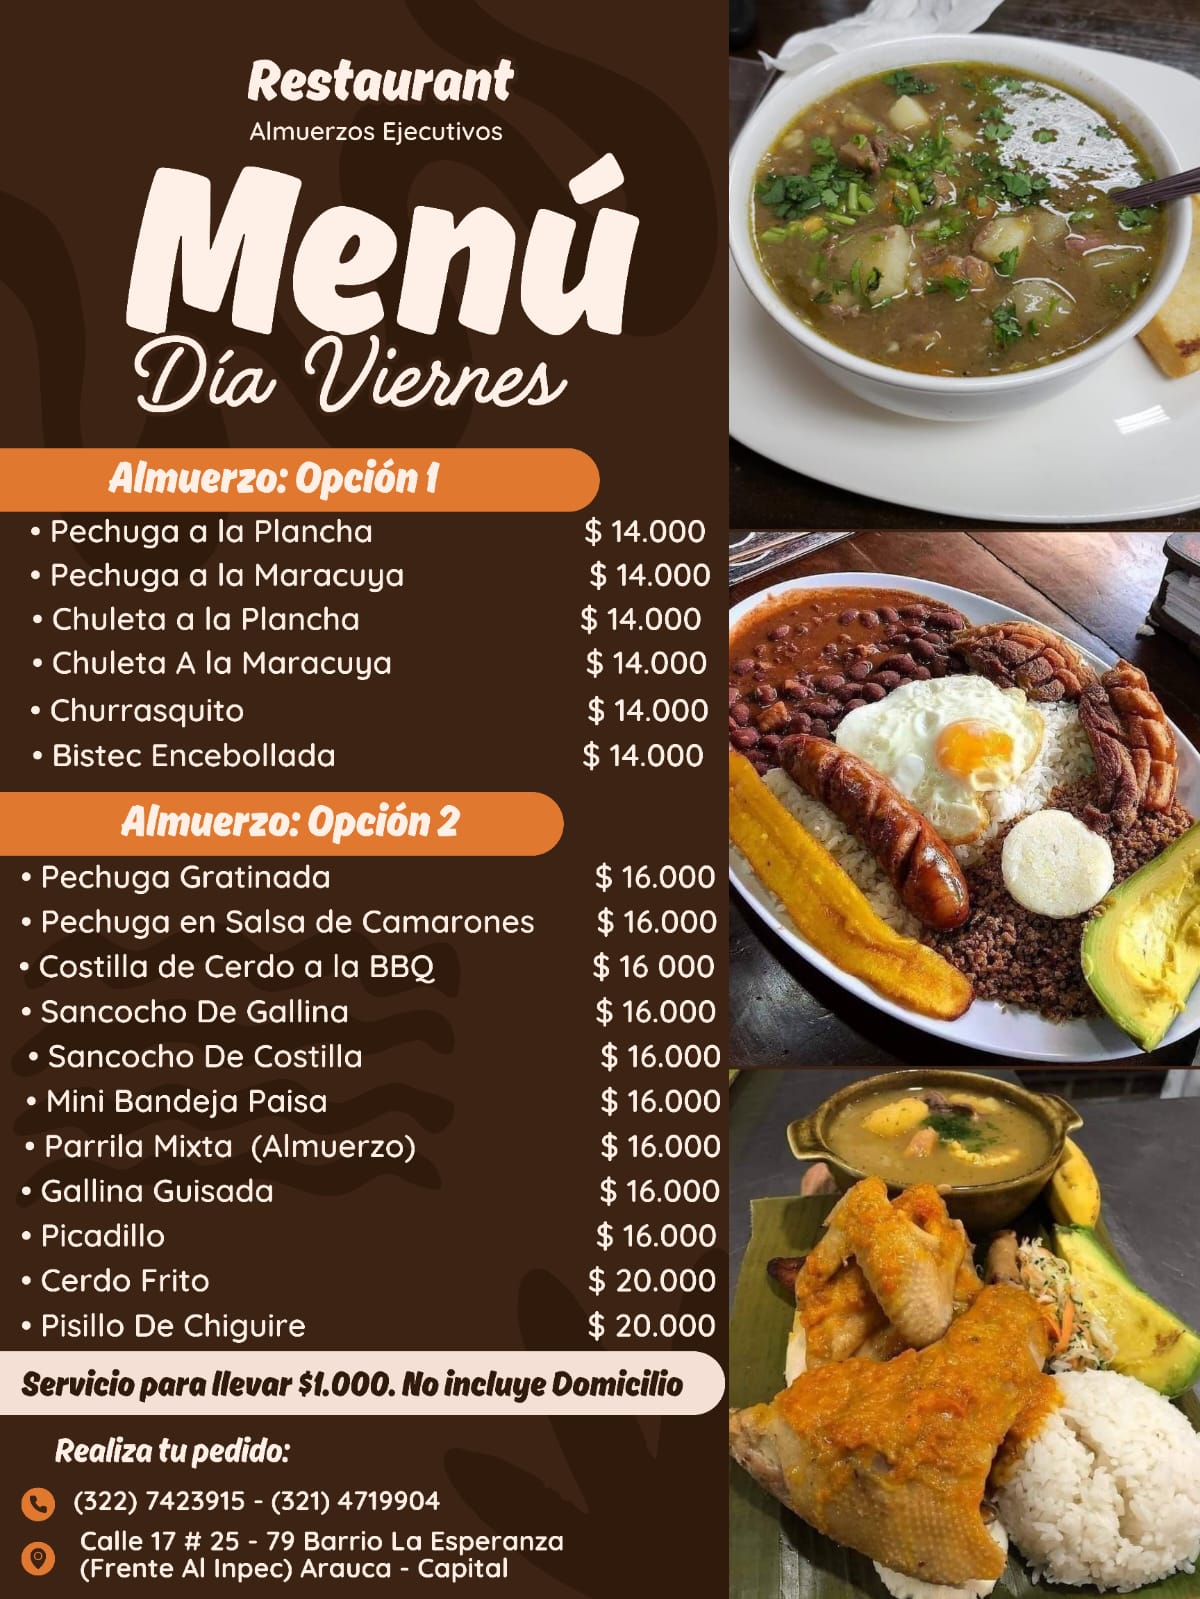 Restaurant
Almuerzos Ejecutivos
Menú
Día Viernes
Almuerzo: Opción 1
• Pechuga a la Plancha $ 14.000
• Pechuga a la Maracuya $ 14.000
• Chuleta a la Plancha $ 14.000
• Chuleta A la Maracuya $ 14.000
• Churrasquito $ 14.000
• Bistec Encebollada $ 14.000
Almuerzo: Opción 2
• Pechuga Gratinada $ 16.000
• Pechuga en Salsa de Camarones $ 16.000
• Costilla de Cerdo a la BBQ $ 16 000
• Sancocho De Gallina $ 16.000
• Sancocho De Costilla $ 16.000
• Mini Bandeja Paisa $ 16.000
• Parrila Mixta (Almuerzo) $ 16.000
• Gallina Guisada $ 16.000
• Picadillo $ 16.000
• Cerdo Frito $ 20.000
• Pisillo De Chiguire $ 20.000
Servicio para llevar $1.000. No incluye Domicilio
Realiza tu pedido:
(322) 7423915 - (321) 4719904
Calle 17 # 25 - 79 Barrio La Esperanza
(Frente Al Inpec) Arauca - Capital